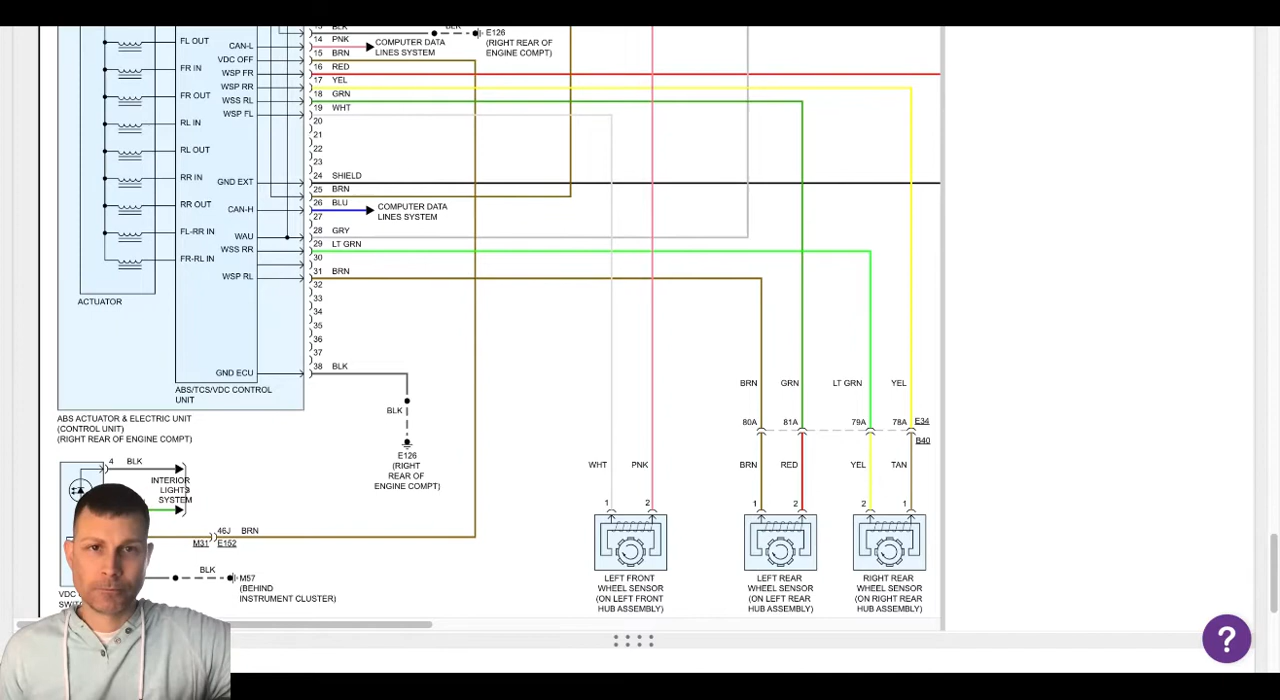 13 BLK
BLK
E126
(RIGHT REAR OF
ENGINE COMPT)
FL OUT
CAN-L
14 PNK
COMPUTER DATA
LINES SYSTEM
VDC OFF
15 BRN
FR IN
WSP FR
16 RED
WSP RR
17 YEL
FR OUT
WSS RL
18 GRN
WSP FL
19 WHT
RL IN
20
21
RL OUT
22
23
RR IN
GND EXT
24 SHIELD
25 BRN
RR OUT
CAN-H
26 BLU
COMPUTER DATA
LINES SYSTEM
27
FL-RR IN
WAU
28 GRY
WSS RR
29 LT GRN
FR-RL IN
30
WSP RL
31 BRN
32
33
34
35
36
37
GND ECU
38 BLK
ACTUATOR
ABS/TCS/VDC CONTROL
UNIT
ABS ACTUATOR & ELECTRIC UNIT
(CONTROL UNIT)
(RIGHT REAR OF ENGINE COMPT)
BLK
E126
(RIGHT
REAR OF
ENGINE COMPT)
BRN GRN LT GRN YEL
80A 81A 79A 78A E34
B40
WHT PNK BRN RED YEL TAN
1 2 1 2 2 1
4 BLK
INTERIOR
LIGHTS
SYSTEM
46J BRN
M31 E152
BLK
M57
(BEHIND
INSTRUMENT CLUSTER)
VDC
LEFT FRONT
WHEEL SENSOR
(ON LEFT FRONT
HUB ASSEMBLY)
LEFT REAR
WHEEL SENSOR
(ON LEFT REAR
HUB ASSEMBLY)
RIGHT REAR
WHEEL SENSOR
(ON RIGHT REAR
HUB ASSEMBLY)
?